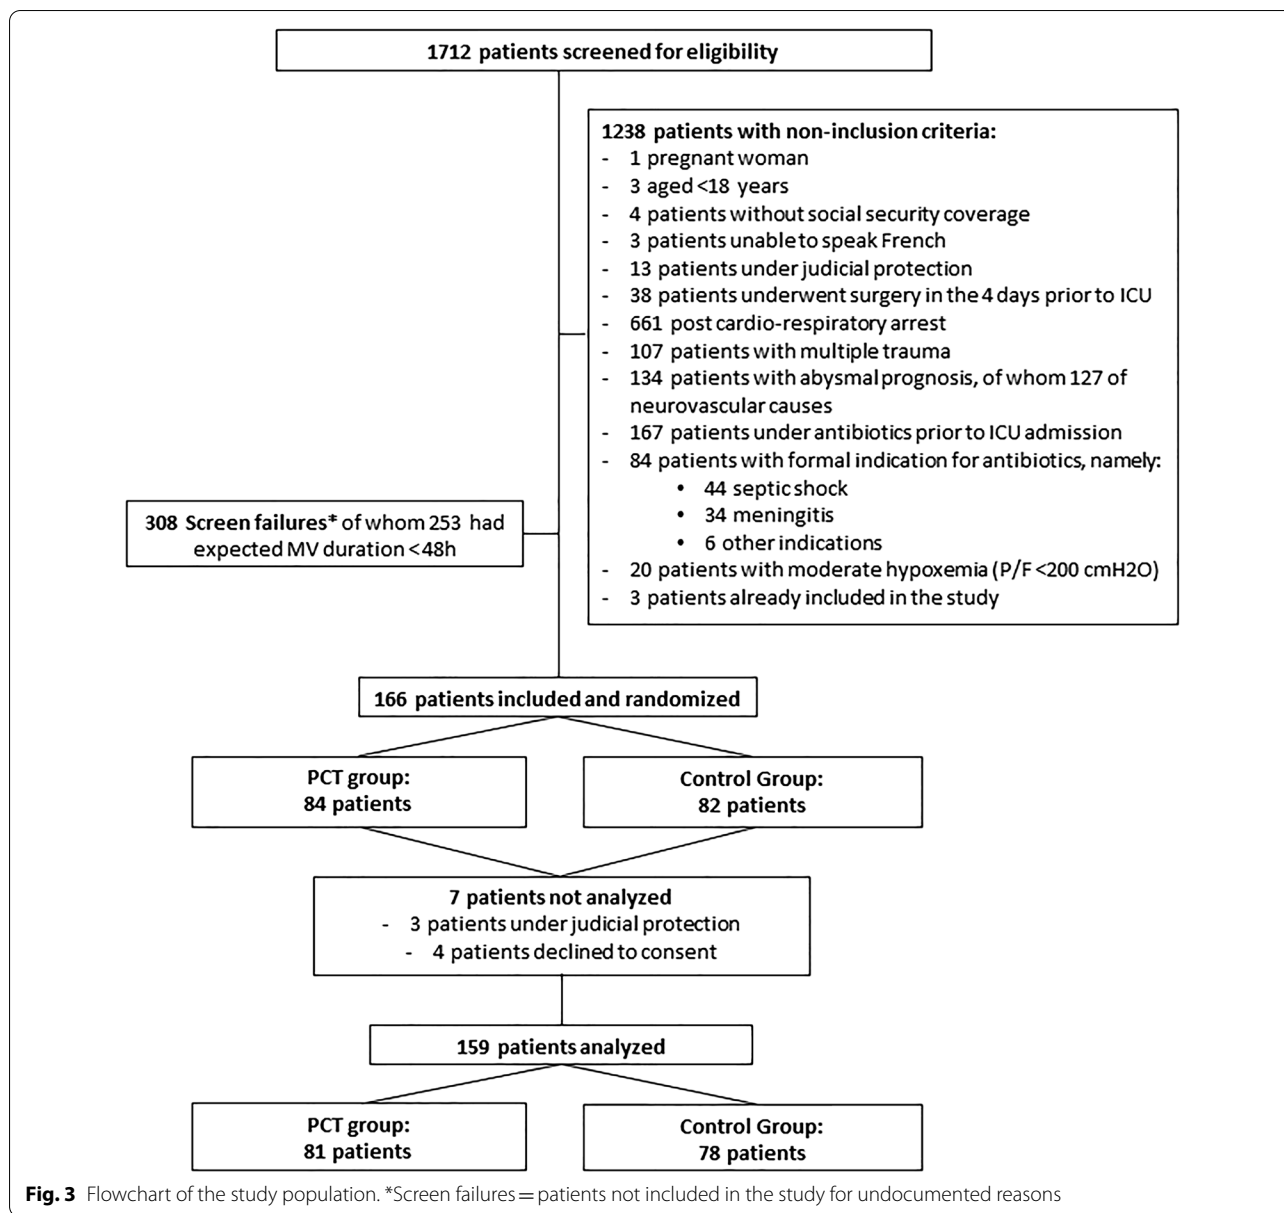 1712 patients screened for eligibility
1238 patients with non-inclusion criteria:
- 1 pregnant woman
- 3 aged <18 years
- 4 patients without social security coverage
- 3 patients unable to speak French
- 13 patients under judicial protection
- 38 patients underwent surgery in the 4 days prior to ICU
- 661 post cardio-respiratory arrest
- 107 patients with multiple trauma
- 134 patients with abysmal prognosis, of whom 127 of
neurovascular causes
- 167 patients under antibiotics prior to ICU admission
- 84 patients with formal indication for antibiotics, namely:
• 44 septic shock
• 34 meningitis
• 6 other indications
- 20 patients with moderate hypoxemia (P/F <200 cmH2O)
- 3 patients already included in the study
308 Screen failures* of whom 253 had
expected MV duration <48h
166 patients included and randomized
PCT group:
84 patients
Control Group:
82 patients
7 patients not analyzed
- 3 patients under judicial protection
- 4 patients declined to consent
159 patients analyzed
PCT group:
81 patients
Control Group:
78 patients
Fig. 3 Flowchart of the study population. *Screen failures = patients not included in the study for undocumented reasons